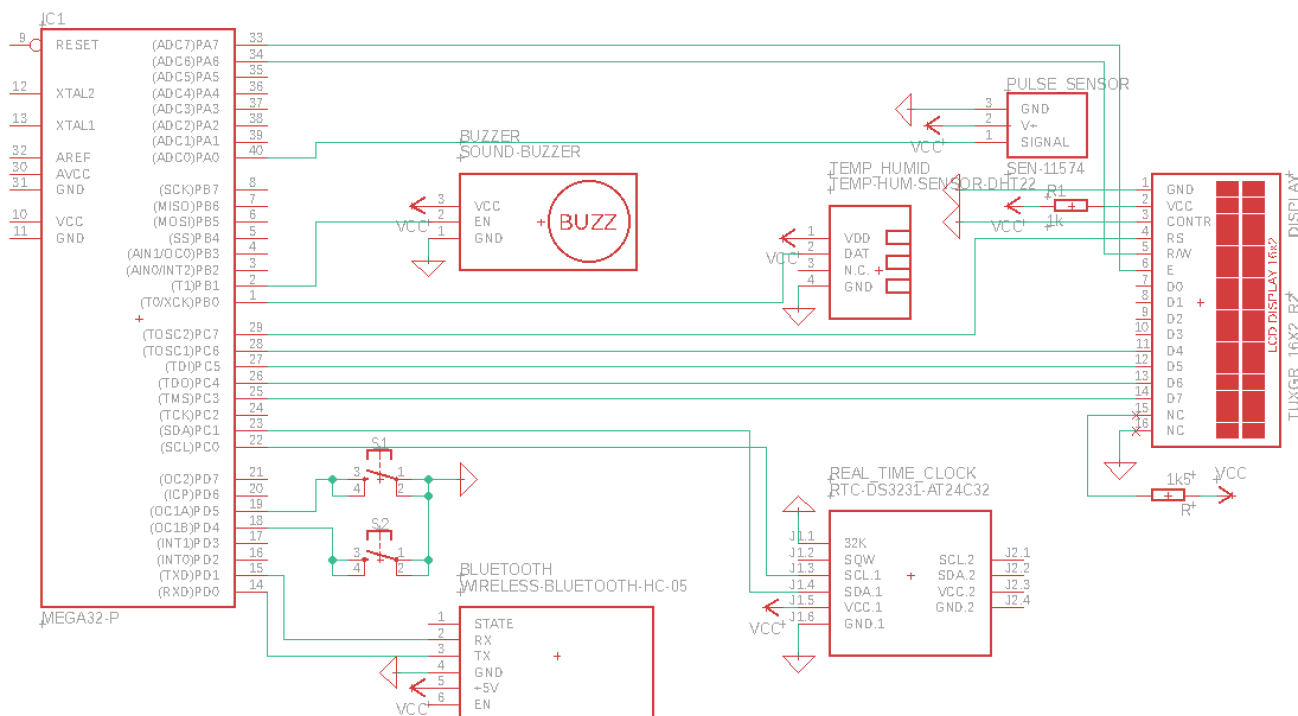 IC1
9 RESET
12 XTAL2
13 XTAL1
32 AREF
30 AVCC
31 GND
10 VCC
11 GND
(ADC7)PA7 33
(ADC6)PA6 34
(ADC5)PA5 35
(ADC4)PA4 36
(ADC3)PA3 37
(ADC2)PA2 38
(ADC1)PA1 39
(ADC0)PA0 40
(SCK)PB7 8
(MISO)PB6 7
(MOSI)PB5 6
(SS)PB4 5
(AIN1/OC0)PB3 4
(AIN0/INT2)PB2 3
(T1)PB1 2
(T0/XCK)PB0 1
(TOSC2)PC7 29
(TOSC1)PC6 28
(TDI)PC5 27
(TDO)PC4 26
(TMS)PC3 25
(TCK)PC2 24
(SDA)PC1 23
(SCL)PC0 22
(OC2)PD7 21
(ICP)PD6 20
(OC1A)PD5 19
(OC1B)PD4 18
(INT1)PD3 17
(INT0)PD2 16
(TXD)PD1 15
(RXD)PD0 14
MEGA32-P
BUZZER
SOUND-BUZZER
3 VCC
2 EN
1 GND
VCC
BUZZ
S1
3 1
4 2
S2
3 1
4 2
BLUETOOTH
WIRELESS-BLUETOOTH-HC-05
1 STATE
2 RX
3 TX
4 GND
5 +5V
6 EN
VCC
PULSE_SENSOR
3 GND
2 V+
1 SIGNAL
VCC
SEN-11574
TEMP_HUMID
TEMP-HUM-SENSOR-DHT22
1 VDD
2 DAT
3 N.C.
4 GND
VCC
R1
1k
VCC
REAL_TIME_CLOCK
RTC-DS3231-AT24C32
J1.1 32K
J1.2 SQW
J1.3 SCL.1
J1.4 SDA.1
J1.5 VCC.1
J1.6 GND.1
VCC
SCL.2 J2.1
SDA.2 J2.2
VCC.2 J2.3
GND.2 J2.4
1 GND
2 VCC
3 CONTR
4 RS
5 R/W
6 E
7 D0
8 D1
9 D2
10 D3
11 D4
12 D5
13 D6
14 D7
15 NC
16 NC
LCD DISPLAY 16x2
DISPLAY
TUXGR_16X2_R2
1k5
R
VCC